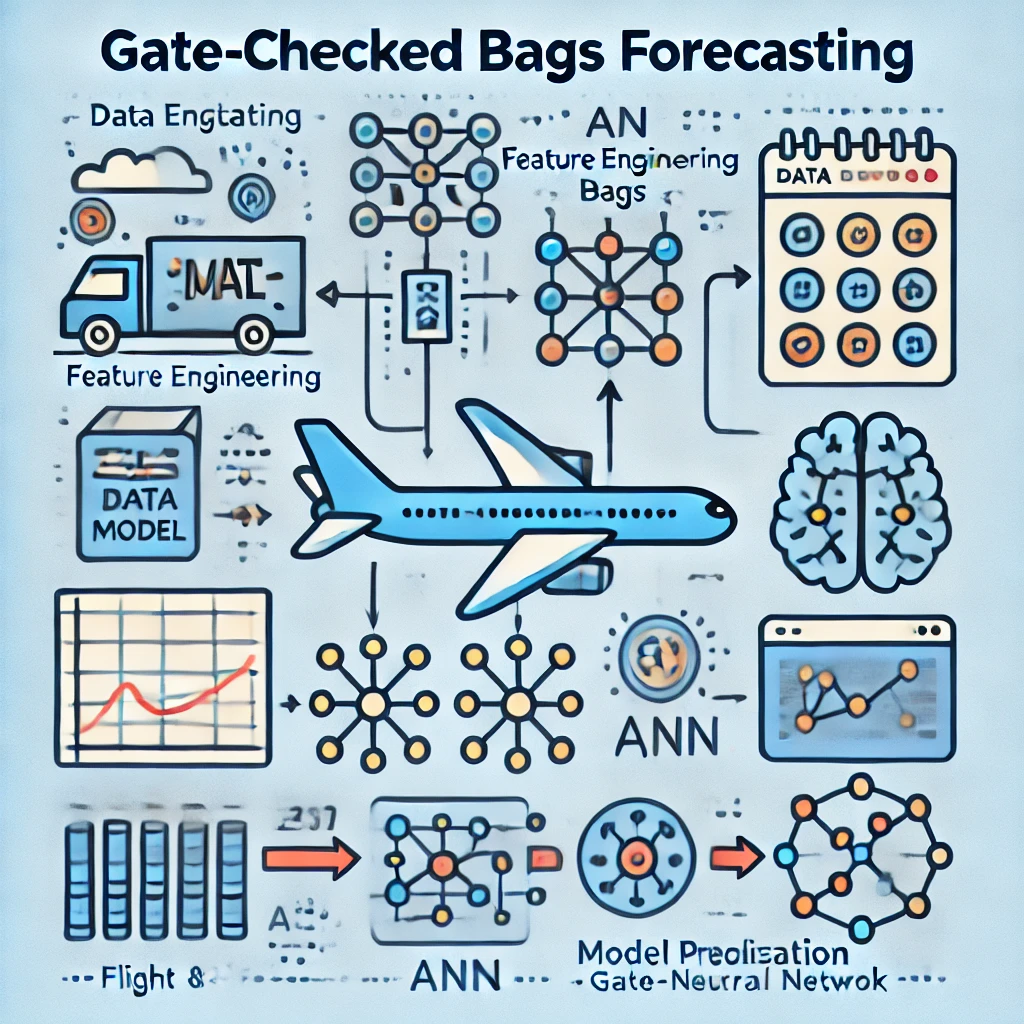 Gate-Checked Bags Forecasting
Data Engtating
AN
Feature Enginering
Bags
DATA
MAT-
Feature Engineering
DATA
MODEL
ANN
Flight &
ANN
Model Preolisation
Gate-Neutral Netwok